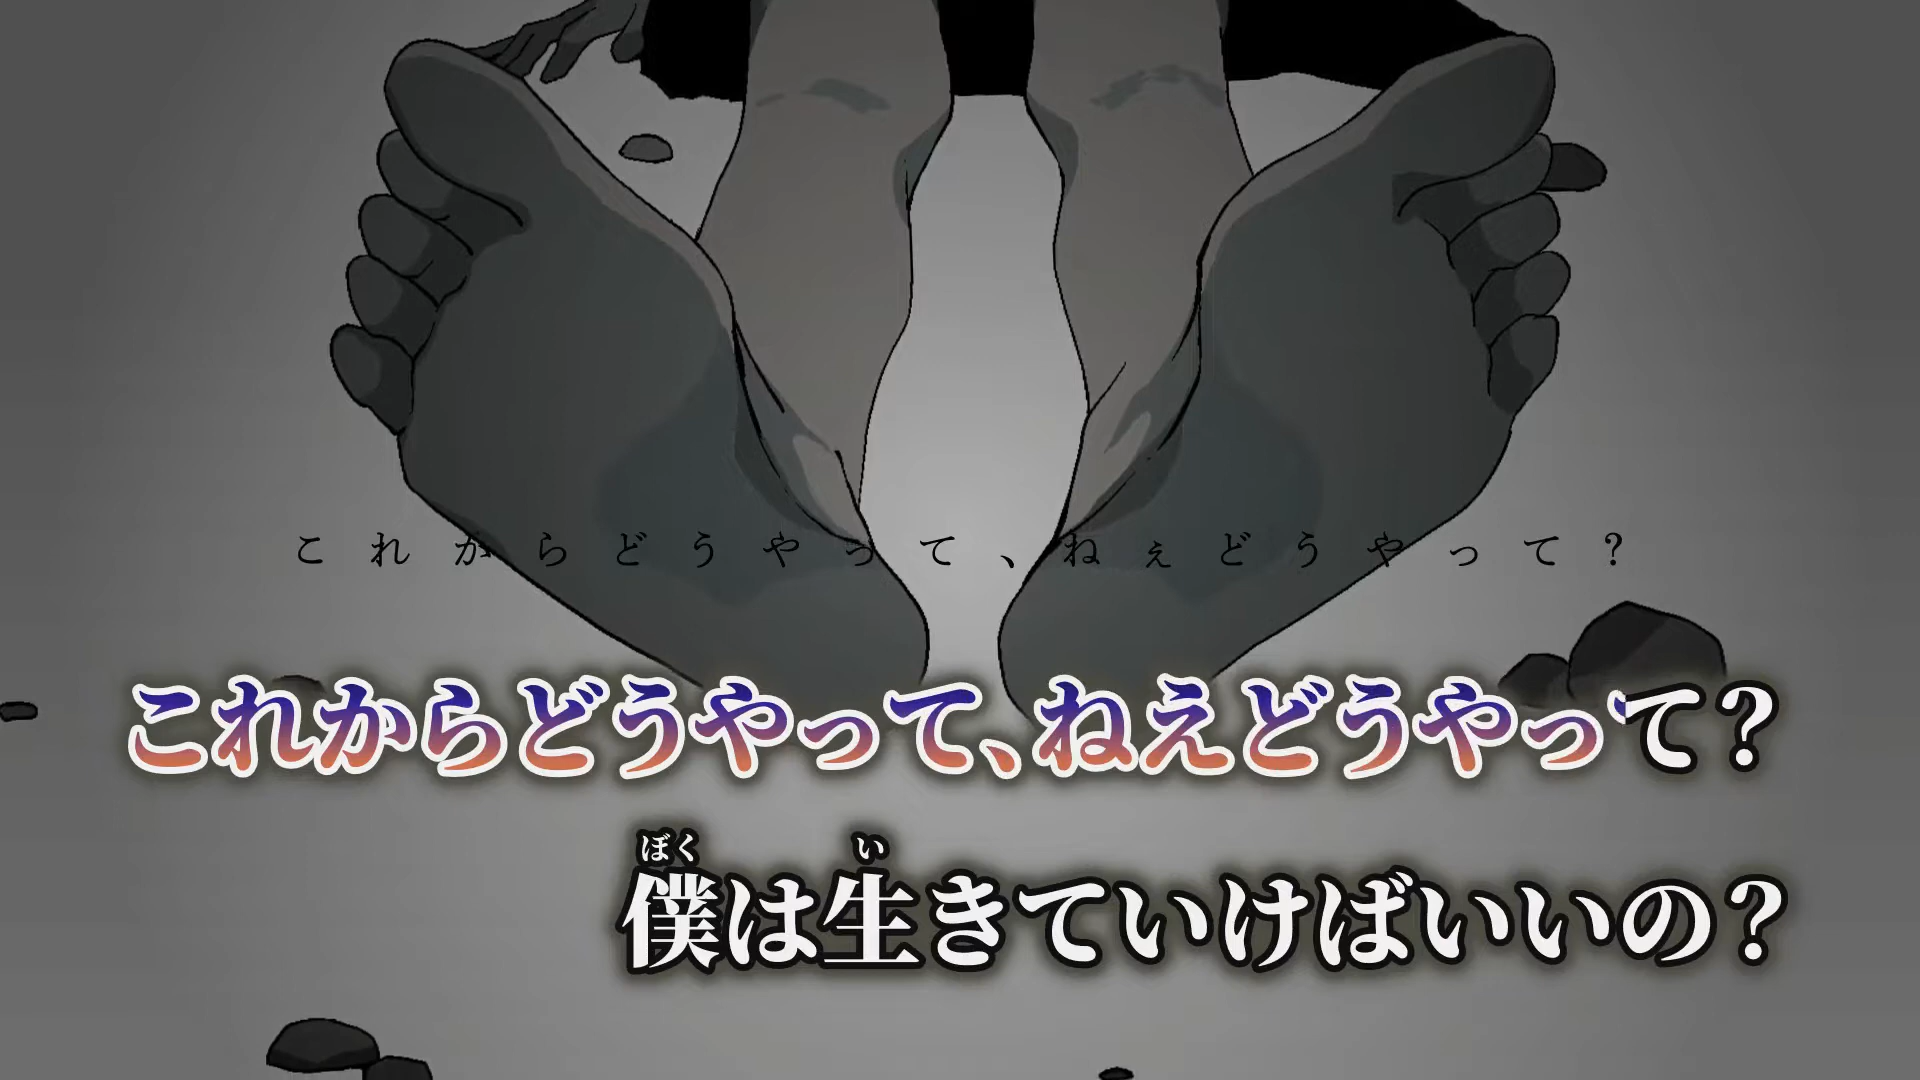 これからどうやって、ねぇどうやって？
これからどうやって、ねえどうやって？
ぼく い
僕は生きていけばいいの？